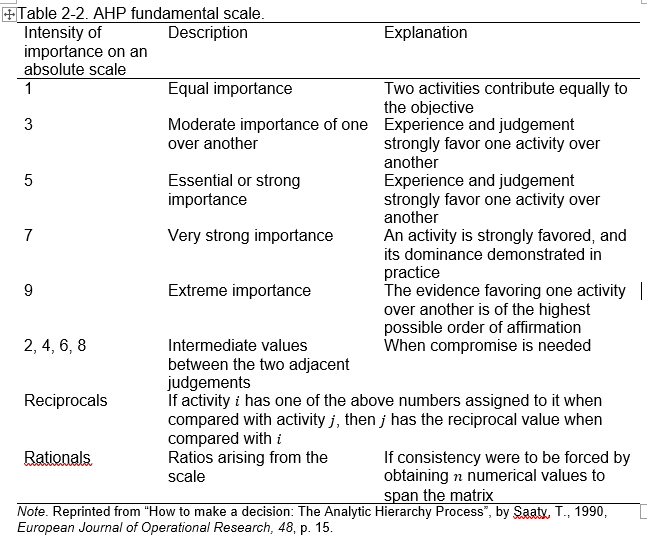 Table 2-2. AHP fundamental scale.
Intensity of importance on an absolute scale Description Explanation
1 Equal importance Two activities contribute equally to the objective
3 Moderate importance of one over another Experience and judgement strongly favor one activity over another
5 Essential or strong importance Experience and judgement strongly favor one activity over another
7 Very strong importance An activity is strongly favored, and its dominance demonstrated in practice
9 Extreme importance The evidence favoring one activity over another is of the highest possible order of affirmation
2, 4, 6, 8 Intermediate values between the two adjacent judgements When compromise is needed
Reciprocals If activity i has one of the above numbers assigned to it when compared with activity j, then j has the reciprocal value when compared with i
Rationals Ratios arising from the scale If consistency were to be forced by obtaining n numerical values to span the matrix
Note. Reprinted from “How to make a decision: The Analytic Hierarchy Process”, by Saaty, T., 1990,
European Journal of Operational Research, 48, p. 15.